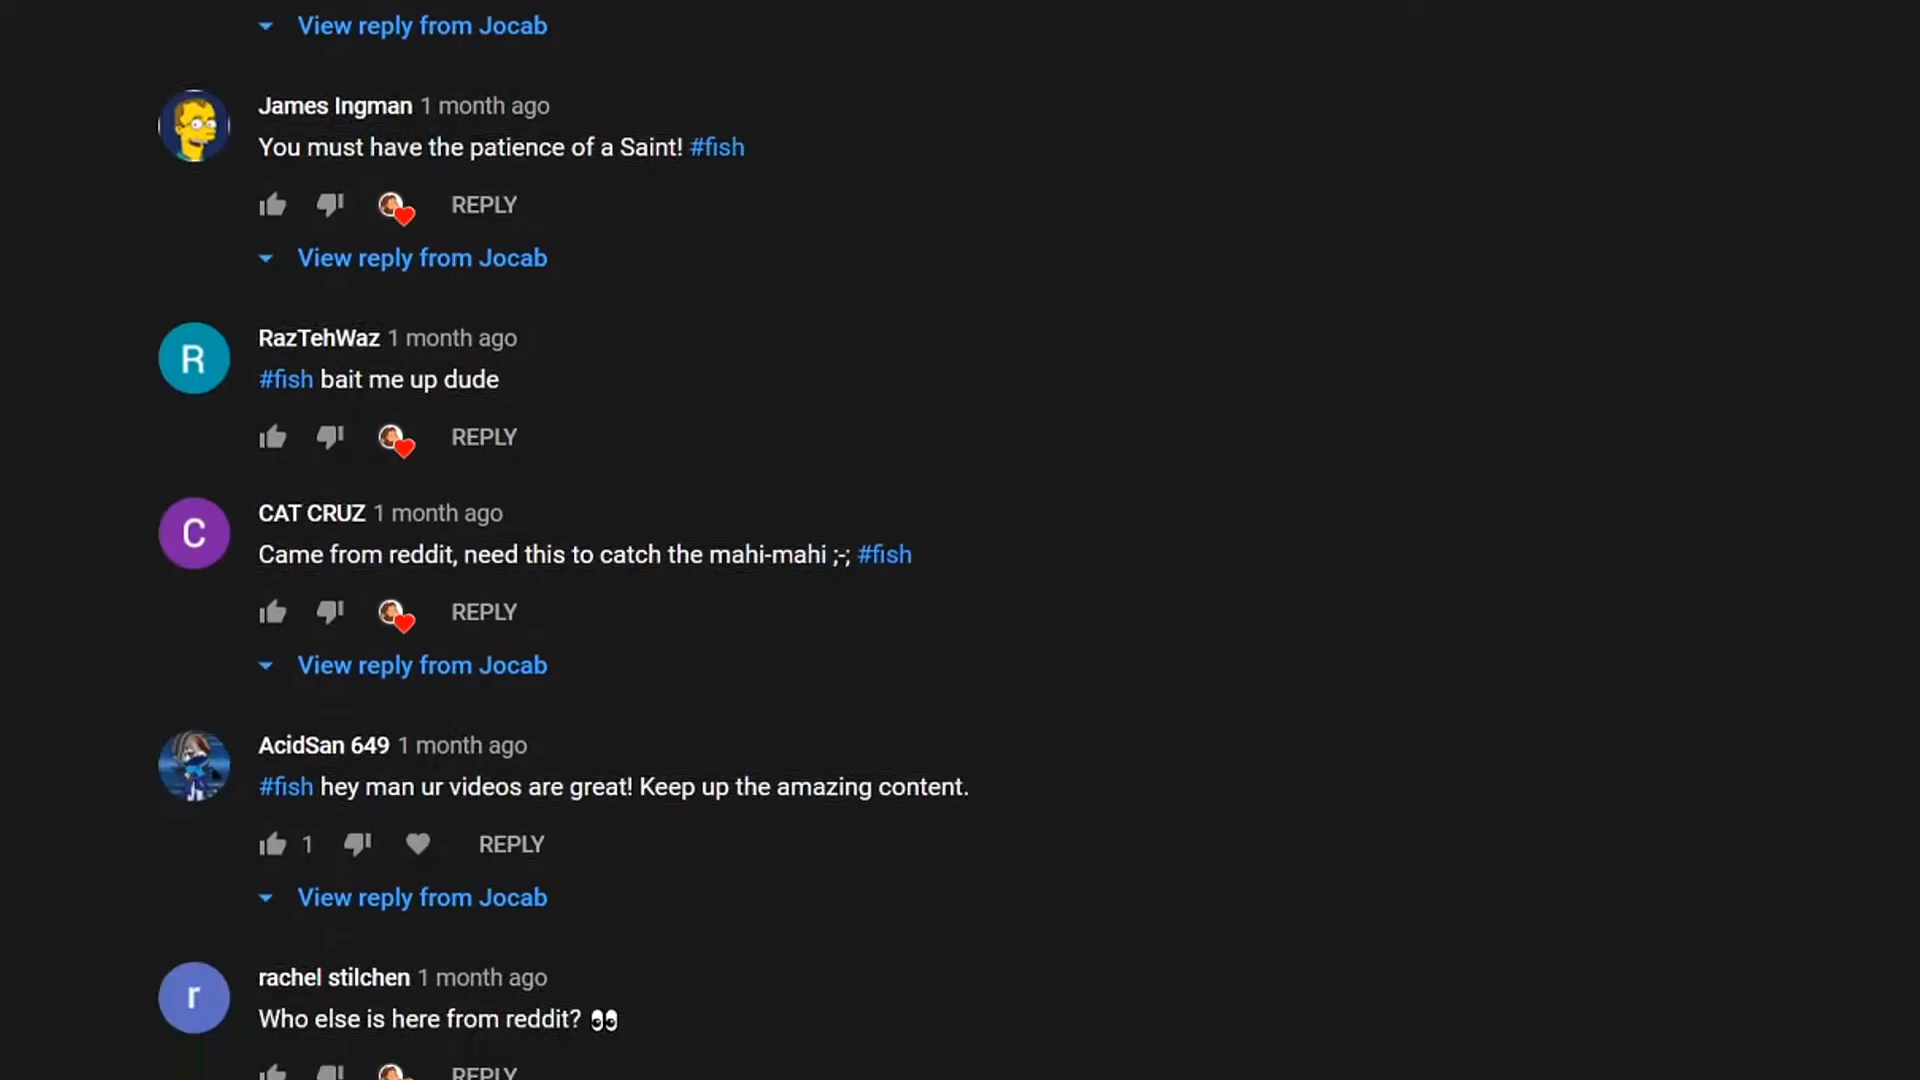 View reply from Jocab
James Ingman 1 month ago
You must have the patience of a Saint! #fish
REPLY
View reply from Jocab
R
RazTehWaz 1 month ago
#fish bait me up dude
REPLY
C
CAT CRUZ 1 month ago
Came from reddit, need this to catch the mahi-mahi ;-; #fish
REPLY
View reply from Jocab
AcidSan 649 1 month ago
#fish hey man ur videos are great! Keep up the amazing content.
1 REPLY
View reply from Jocab
r
rachel stilchen 1 month ago
Who else is here from reddit? 👀
REPLY